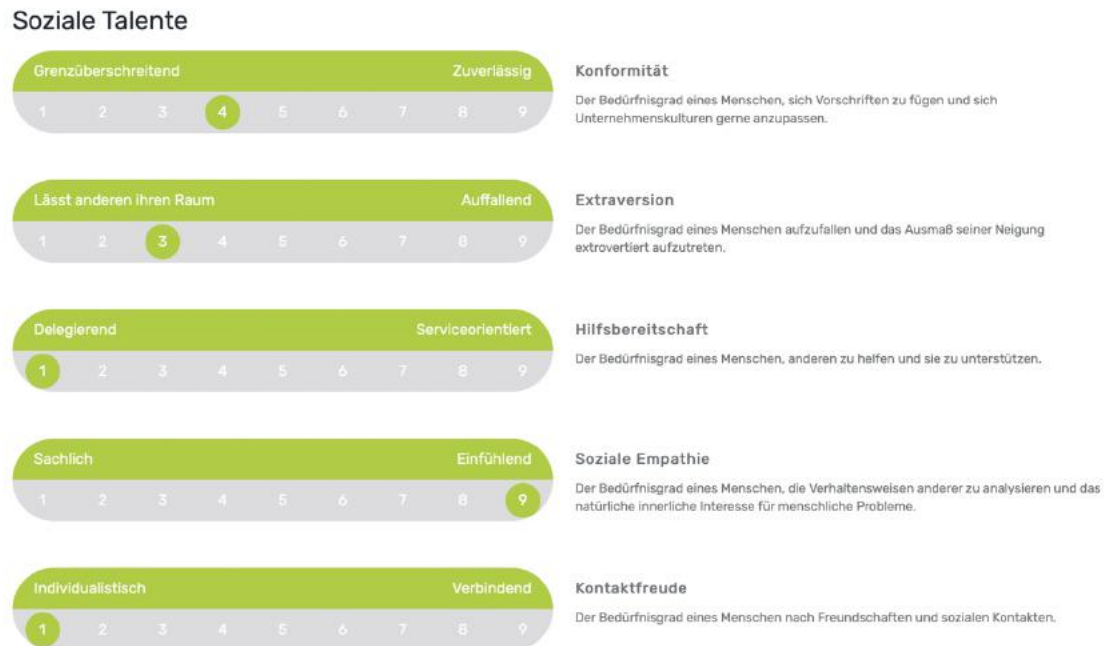 Soziale Talente
Grenzüberschreitend Zuverlässig
1 2 3 4 5 6 7 8 9
Konformität
Der Bedürfnisgrad eines Menschen, sich Vorschriften zu fügen und sich
Unternehmenskulturen gerne anzupassen.
Lässt anderen ihren Raum Auffallend
1 2 3 4 5 6 7 8 9
Extraversion
Der Bedürfnisgrad eines Menschen aufzufallen und das Ausmaß seiner Neigung
extrovertiert aufzutreten.
Delegierend Serviceorientiert
1 2 3 4 5 6 7 8 9
Hilfsbereitschaft
Der Bedürfnisgrad eines Menschen, anderen zu helfen und sie zu unterstützen.
Sachlich Einfühlend
1 2 3 4 5 6 7 8 9
Soziale Empathie
Der Bedürfnisgrad eines Menschen, die Verhaltensweisen anderer zu analysieren und das
natürliche innerliche Interesse für menschliche Probleme.
Individualistisch Verbindend
1 2 3 4 5 6 7 8 9
Kontaktfreude
Der Bedürfnisgrad eines Menschen nach Freundschaften und sozialen Kontakten.